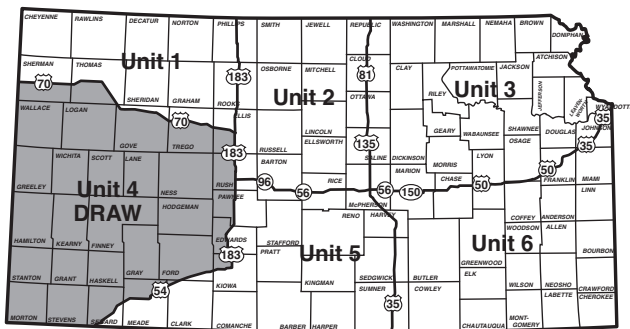 CHEYENNE RAWLINS DECATUR NORTON PHILLIPS SMITH JEWELL REPUBLIC WASHINGTON MARSHALL NEMAHA BROWN
DONIPHAN
SHERMAN THOMAS Unit 1 183 OSBORNE MITCHELL CLOUD 81 CLAY RILEY POTTAWATOMIE JACKSON ATCHISON
70 SHERIDAN GRAHAM ROOKS Unit 2 OTTAWA Unit 3 JEFFERSON LEAVENWORTH WYANDOTT
WALLACE LOGAN 70 ELLIS LINCOLN GEARY WABAUNSEE SHAWNEE DOUGLAS JOHNSON 35
GOVE TREGO 183 RUSSELL ELLSWORTH 135 SALINE DICKINSON MORRIS LYON OSAGE 35
WICHITA SCOTT LANE BARTON MARION 50
GREELEY Unit 4 NESS RUSH 96 RICE 56 56 150 CHASE 50 FRANKLIN MIAMI
DRAW HODGEMAN PAWNEE McPHERSON LINN
RENO HARVEY COFFEY ANDERSON
HAMILTON KEARNY FINNEY EDWARDS STAFFORD Unit 5 Unit 6 WOODSON ALLEN
183 PRATT GREENWOOD BOURBON
STANTON GRANT HASKELL GRAY FORD KINGMAN SEDGWICK BUTLER ELK WILSON NEOSHO CRAWFORD
54 KIOWA SUMNER COWLEY LABETTE CHEROKEE
35
MORTON STEVENS SEWARD MEADE CLARK COMANCHE BARBER HARPER CHAUTAUQUA MONT-
GOMERY